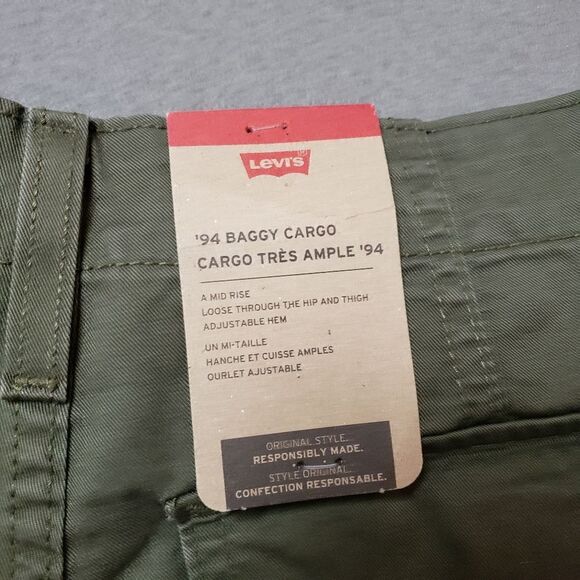 Levi's®
'94 BAGGY CARGO
CARGO TRÈS AMPLE '94
A MID RISE
LOOSE THROUGH THE HIP AND THIGH
ADJUSTABLE HEM
UN MI-TAILLE
HANCHE ET CUISSE AMPLES
OURLET AJUSTABLE
ORIGINAL STYLE.
RESPONSIBLY MADE.
STYLE ORIGINAL.
CONFECTION RESPONSABLE.